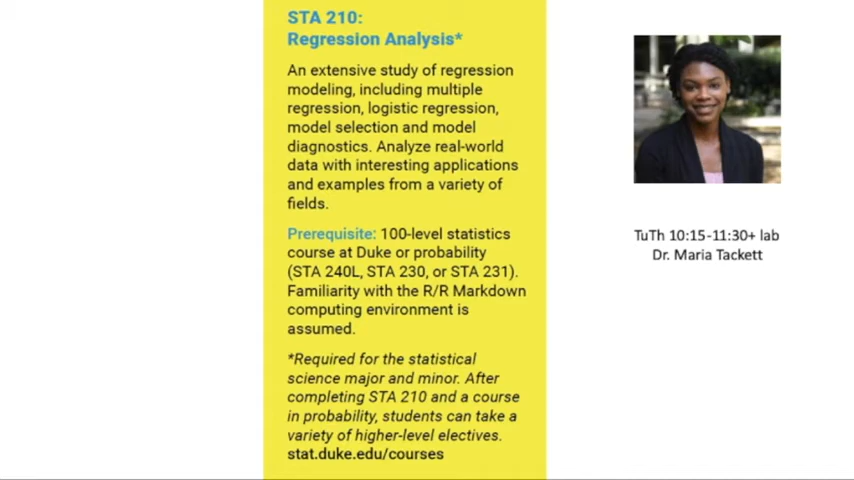 STA 210:
Regression Analysis*
An extensive study of regression
modeling, including multiple
regression, logistic regression,
model selection and model
diagnostics. Analyze real-world
data with interesting applications
and examples from a variety of
fields.
Prerequisite: 100-level statistics
course at Duke or probability
(STA 240L, STA 230, or STA 231).
Familiarity with the R/R Markdown
computing environment is
assumed.
*Required for the statistical
science major and minor. After
completing STA 210 and a course
in probability, students can take a
variety of higher-level electives.
stat.duke.edu/courses
TuTh 10:15-11:30+ lab
Dr. Maria Tackett